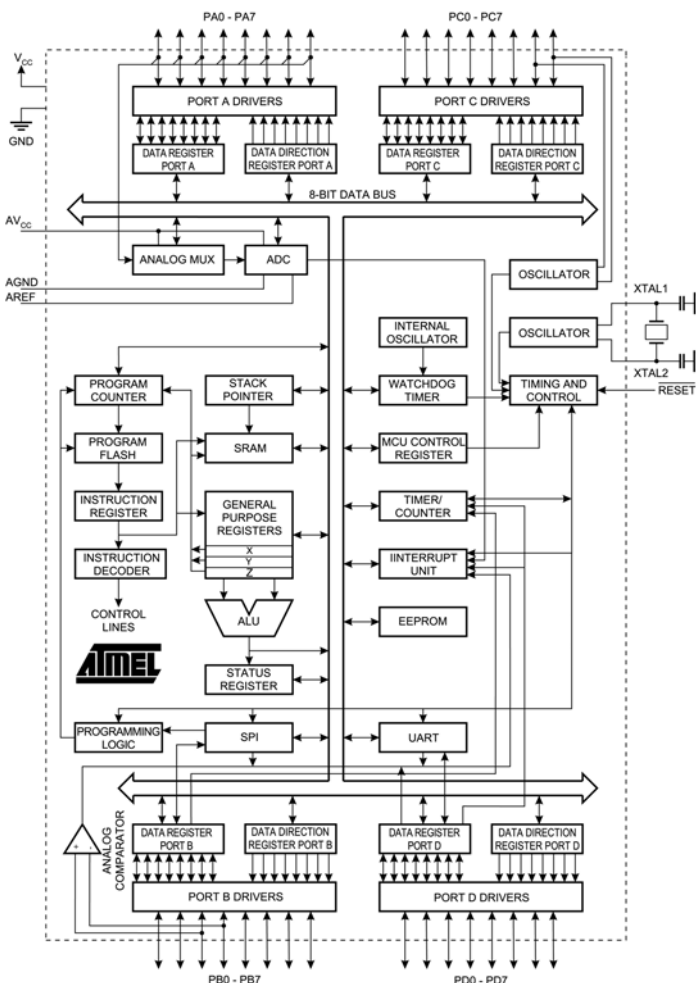 PA0 - PA7
PC0 - PC7
VCC
GND
PORT A DRIVERS
PORT C DRIVERS
DATA REGISTER
PORT A
DATA DIRECTION
REGISTER PORT A
DATA REGISTER
PORT C
DATA DIRECTION
REGISTER PORT C
8-BIT DATA BUS
AVCC
ANALOG MUX
ADC
AGND
AREF
OSCILLATOR
XTAL1
INTERNAL
OSCILLATOR
OSCILLATOR
XTAL2
PROGRAM
COUNTER
STACK
POINTER
WATCHDOG
TIMER
TIMING AND
CONTROL
RESET
PROGRAM
FLASH
SRAM
MCU CONTROL
REGISTER
INSTRUCTION
REGISTER
GENERAL
PURPOSE
REGISTERS
X
Y
Z
TIMER/
COUNTER
INSTRUCTION
DECODER
IINTERRUPT
UNIT
CONTROL
LINES
ALU
EEPROM
ATMEL
STATUS
REGISTER
PROGRAMMING
LOGIC
SPI
UART
ANALOG
COMPARATOR
+ -
DATA REGISTER
PORT B
DATA DIRECTION
REGISTER PORT B
DATA REGISTER
PORT D
DATA DIRECTION
REGISTER PORT D
PORT B DRIVERS
PORT D DRIVERS
PB0 - PB7
PD0 - PD7